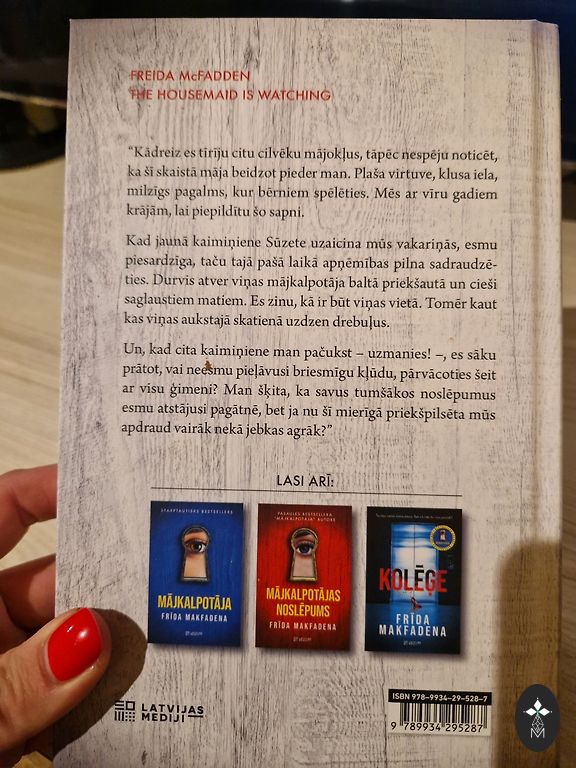 FREIDA McFADDEN
THE HOUSEMAID IS WATCHING
“Kādreiz es tīrīju citu cilvēku mājokļus, tāpēc nespēju noticēt,
ka šī skaistā māja beidzot pieder man. Plaša virtuve, klusa iela,
milzīgs pagalms, kur bērniem spēlēties. Mēs ar vīru gadiem
krājām, lai piepildītu šo sapni.
Kad jaunā kaimiņiene Sūzete uzaicina mūs vakariņās, esmu
piesardzīga, taču tajā pašā laikā apņēmības pilna sadraudzē-
ties. Durvis atver viņas mājkalpotāja baltā priekšautā un cieši
saglaustiem matiem. Es zinu, kā ir būt viņas vietā. Tomēr kaut
kas viņas aukstajā skatienā uzdzen drebuļus.
Un, kad cita kaimiņiene man pačukst – uzmanies! –, es sāku
prātot, vai neesmu pieļāvusi briesmīgu kļūdu, pārvācoties šeit
ar visu ģimeni? Man šķita, ka savus tumšākos noslēpumus
esmu atstājusi pagātnē, bet ja nu šī mierīgā priekšpilsēta mūs
apdraud vairāk nekā jebkas agrāk?”
LASI ARĪ:
STARPTAUTISKS BESTSELLERS
MĀJKALPOTĀJA
FRĪDA MAKFADENA
PASAULES BESTSELLERA
“MĀJKALPOTĀJA” AUTORE
MĀJKALPOTĀJAS
NOSLĒPUMS
FRĪDA MAKFADENA
KOLĒĢE
FRĪDA
MAKFADENA
LATVIJAS
MEDIJI
ISBN 978-9934-29-528-7
9 789934 295287